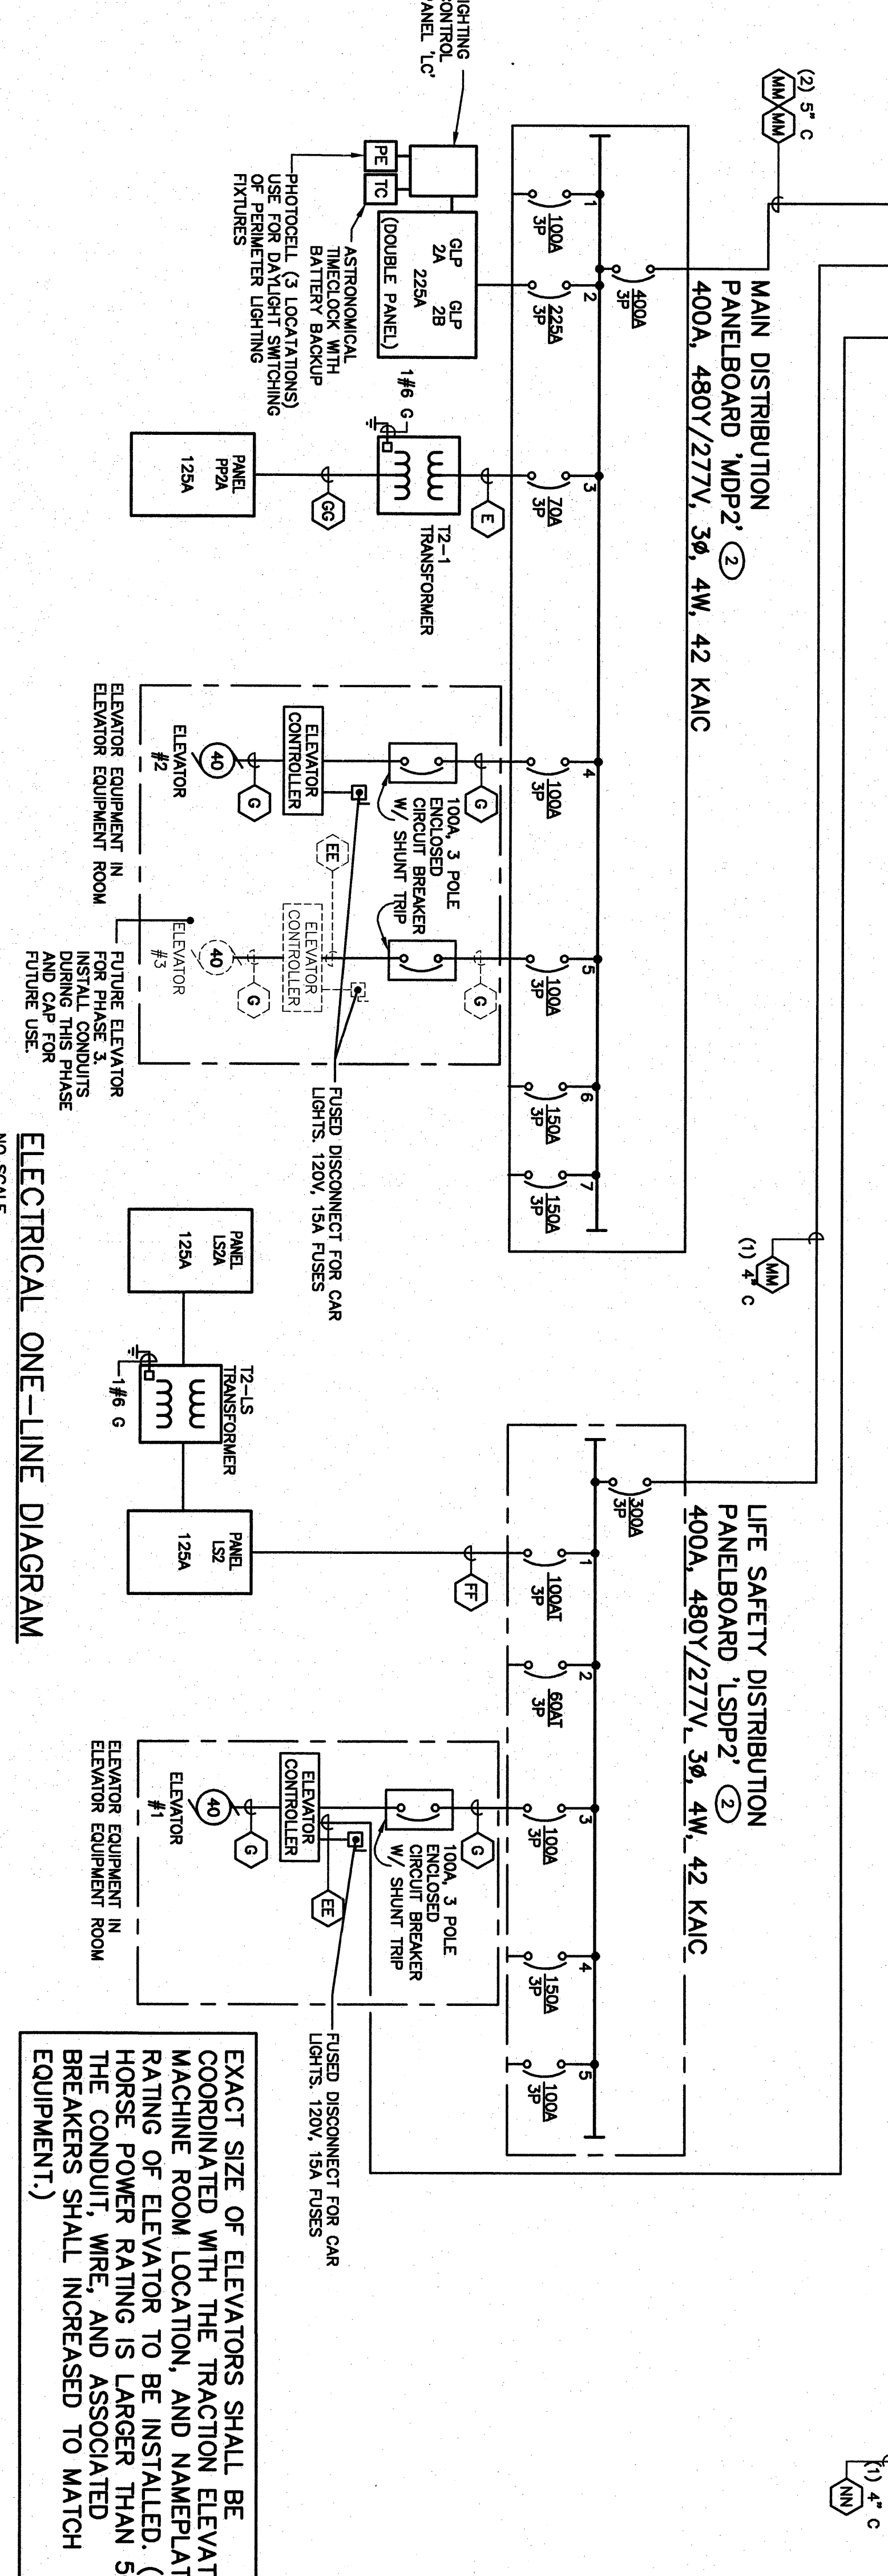 (2) 5" C
MM MM
MAIN DISTRIBUTION
PANELBOARD 'MDP2' 2
400A, 480Y/277V, 3Ø, 4W, 42 KAIC
(1) 4" C
MM
LIFE SAFETY DISTRIBUTION
PANELBOARD 'LSDP2' 2
400A, 480Y/277V, 3Ø, 4W, 42 KAIC
(1) 4" C
NN
400A
3P
1
100A
3P
2
225A
3P
3
70A
3P
4
100A
3P
5
100A
3P
6
150A
3P
7
150A
3P
300A
3P
1
100AT
3P
2
60AT
3P
3
100A
3P
4
150A
3P
5
100A
3P
CONTROL
PANEL 'LC'
PE
TC
GLP GLP
2A 2B
225A
(DOUBLE PANEL)
ASTRONOMICAL
TIMECLOCK WITH
BATTERY BACKUP
PHOTOCELL (3 LOCATATIONS)
USE FOR DAYLIGHT SWITCHING
OF PERIMETER LIGHTING
FIXTURES
E
1#6 G
T2-1
TRANSFORMER
GG
PANEL
PP2A
125A
G
100A, 3 POLE
ENCLOSED
CIRCUIT BREAKER
W/ SHUNT TRIP
G
ELEVATOR
CONTROLLER
EE
ELEVATOR
CONTROLLER
G
G
40
40
ELEVATOR
#2
ELEVATOR
#3
ELEVATOR EQUIPMENT IN
ELEVATOR EQUIPMENT ROOM
FUTURE ELEVATOR
FOR PHASE 3.
INSTALL CONDUITS
DURING THIS PHASE
AND CAP FOR
FUTURE USE.
FUSED DISCONNECT FOR CAR
LIGHTS. 120V, 15A FUSES
PANEL
LS2A
125A
T2-LS
TRANSFORMER
1#6 G
PANEL
LS2
125A
FF
G
100A, 3 POLE
ENCLOSED
CIRCUIT BREAKER
W/ SHUNT TRIP
ELEVATOR
CONTROLLER
EE
G
40
ELEVATOR
#1
ELEVATOR EQUIPMENT IN
ELEVATOR EQUIPMENT ROOM
FUSED DISCONNECT FOR CAR
LIGHTS. 120V, 15A FUSES
ELECTRICAL ONE-LINE DIAGRAM
NO SCALE
EXACT SIZE OF ELEVATORS SHALL BE
COORDINATED WITH THE TRACTION ELEVAT
MACHINE ROOM LOCATION, AND NAMEPLAT
RATING OF ELEVATOR TO BE INSTALLED. (
HORSE POWER RATING IS LARGER THAN 5
THE CONDUIT, WIRE, AND ASSOCIATED
BREAKERS SHALL INCREASED TO MATCH
EQUIPMENT.)